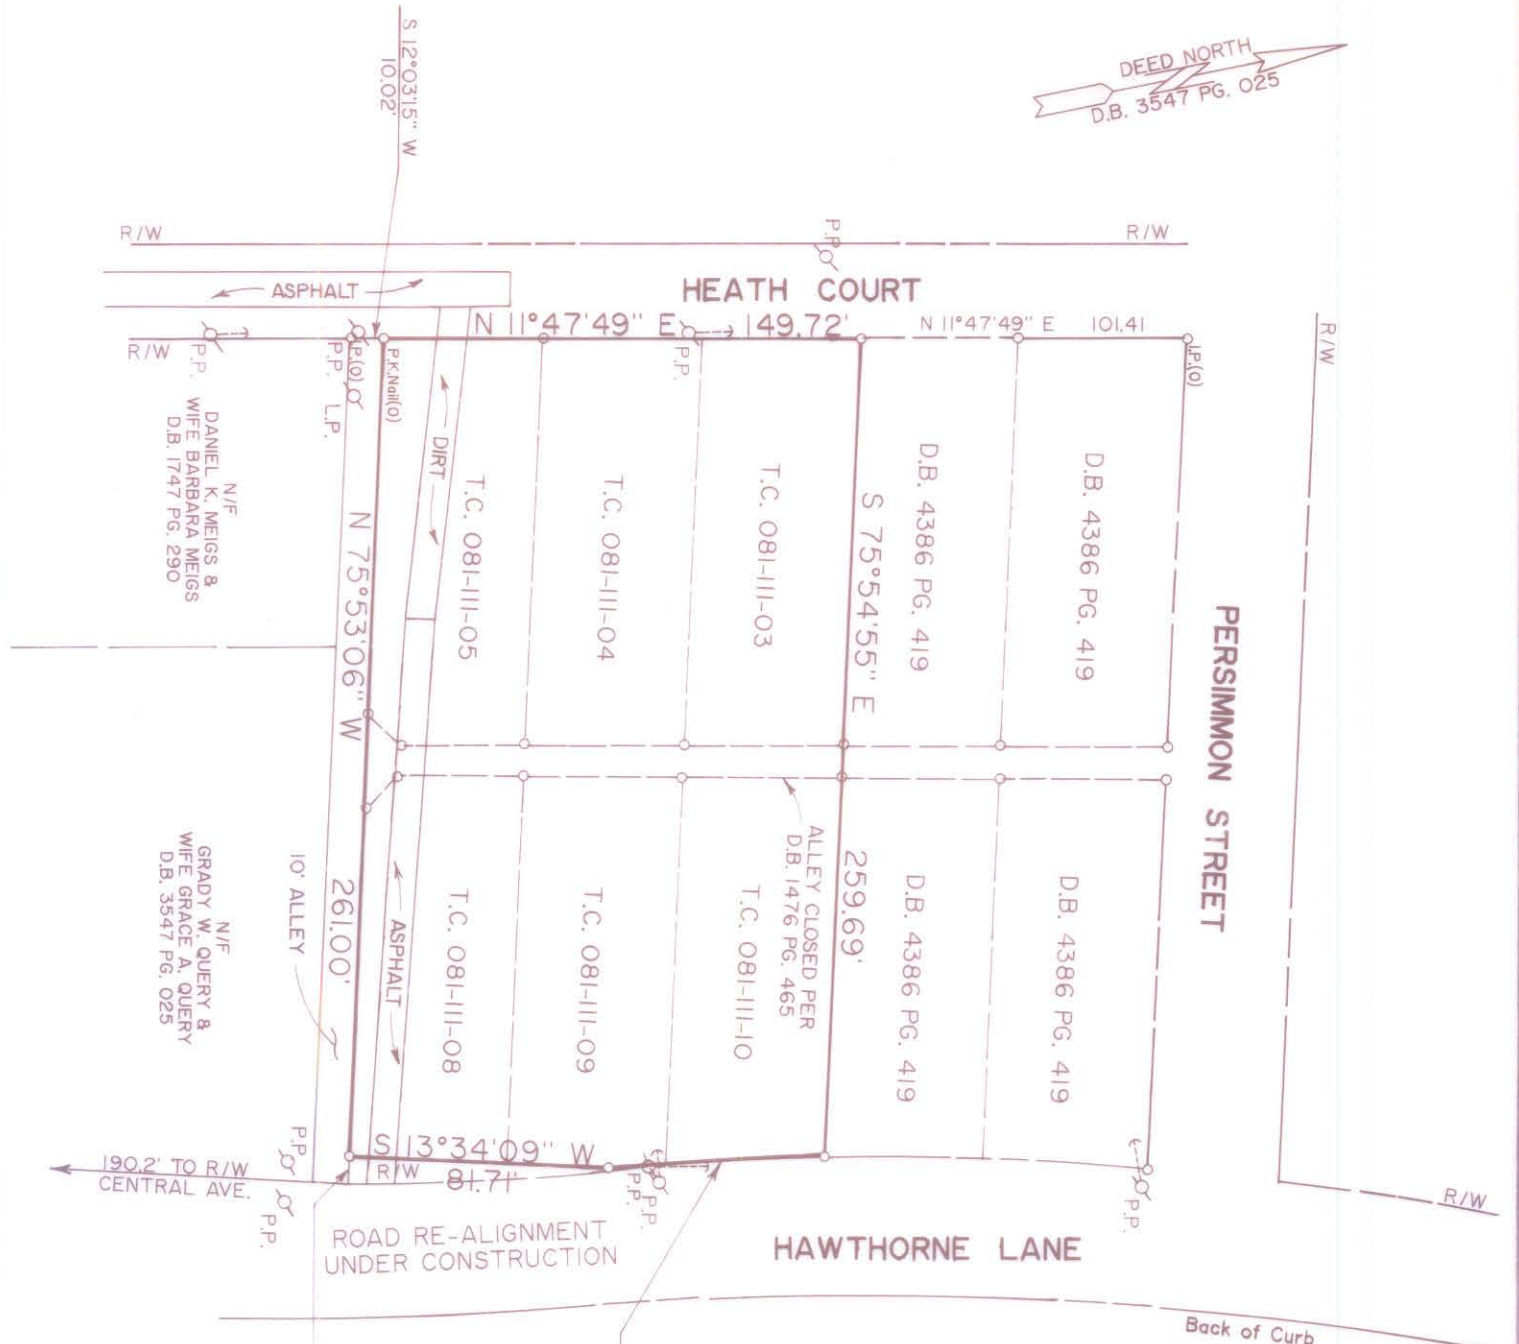 S 12°03'15" W
10.02'
DEED NORTH
D.B. 3547 PG. 025
R/W
P.P.
R/W
ASPHALT
HEATH COURT
N 11°47'49" E
149.72'
N 11°47'49" E
101.41
R/W
R/W
P.P.
P.P.
I.P.(O)
L.P.
P.K.Nail(O)
P.P.
I.P.(O)
N/F
DANIEL K. MEIGS &
WIFE BARBARA MEIGS
D.B. 1747 PG. 290
DIRT
T.C. 081-111-05
T.C. 081-111-04
T.C. 081-111-03
S 75°54'55" E
259.69'
D.B. 4386 PG. 419
D.B. 4386 PG. 419
PERSIMMON STREET
N 75°53'06" W
261.00'
N/F
GRADY W. QUERY &
WIFE GRACE A. QUERY
D.B. 3547 PG. 025
10' ALLEY
ASPHALT
T.C. 081-111-08
T.C. 081-111-09
T.C. 081-111-10
ALLEY CLOSED PER
D.B. 1476 PG. 465
D.B. 4386 PG. 419
D.B. 4386 PG. 419
190.2' TO R/W
CENTRAL AVE.
P.P.
P.P.
S 13°34'09" W
R/W
81.71'
P.P.
P.P.
P.P.
R/W
ROAD RE-ALIGNMENT
UNDER CONSTRUCTION
HAWTHORNE LANE
Back of Curb